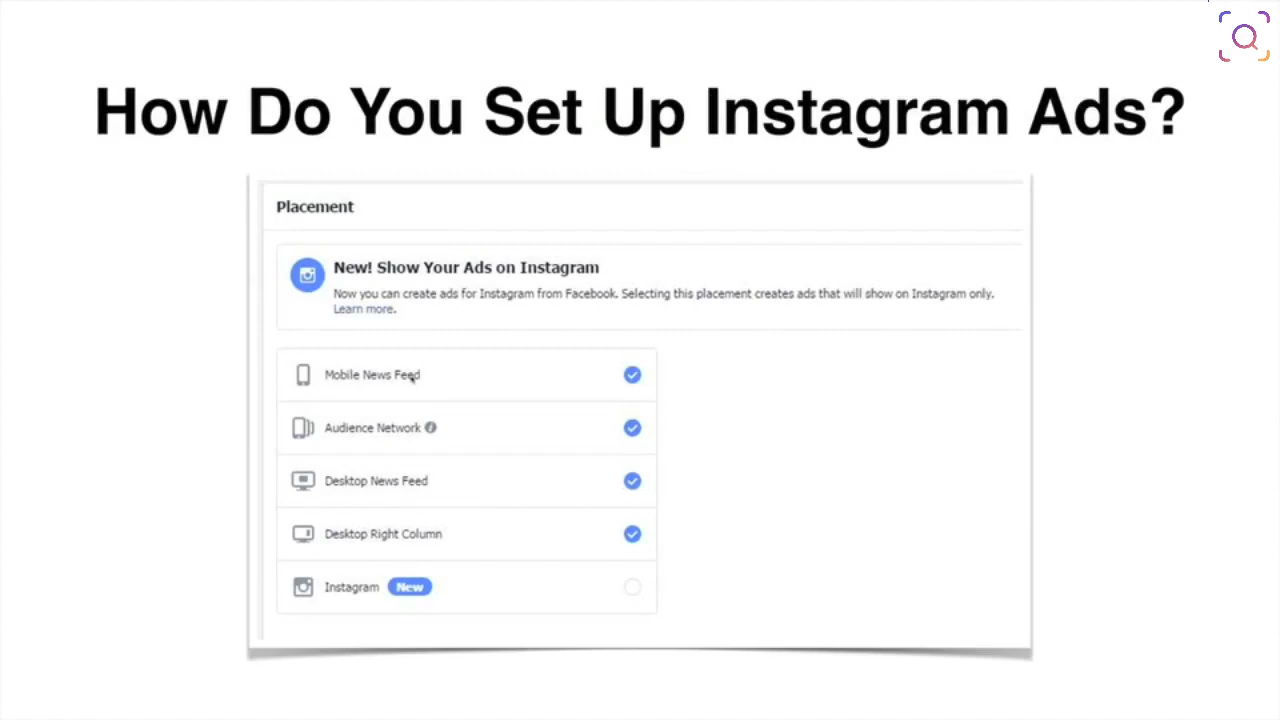 How Do You Set Up Instagram Ads?
Placement
New! Show Your Ads on Instagram
Now you can create ads for Instagram from Facebook. Selecting this placement creates ads that will show on Instagram only.
Learn more.
Mobile News Feed
Audience Network
Desktop News Feed
Desktop Right Column
Instagram New